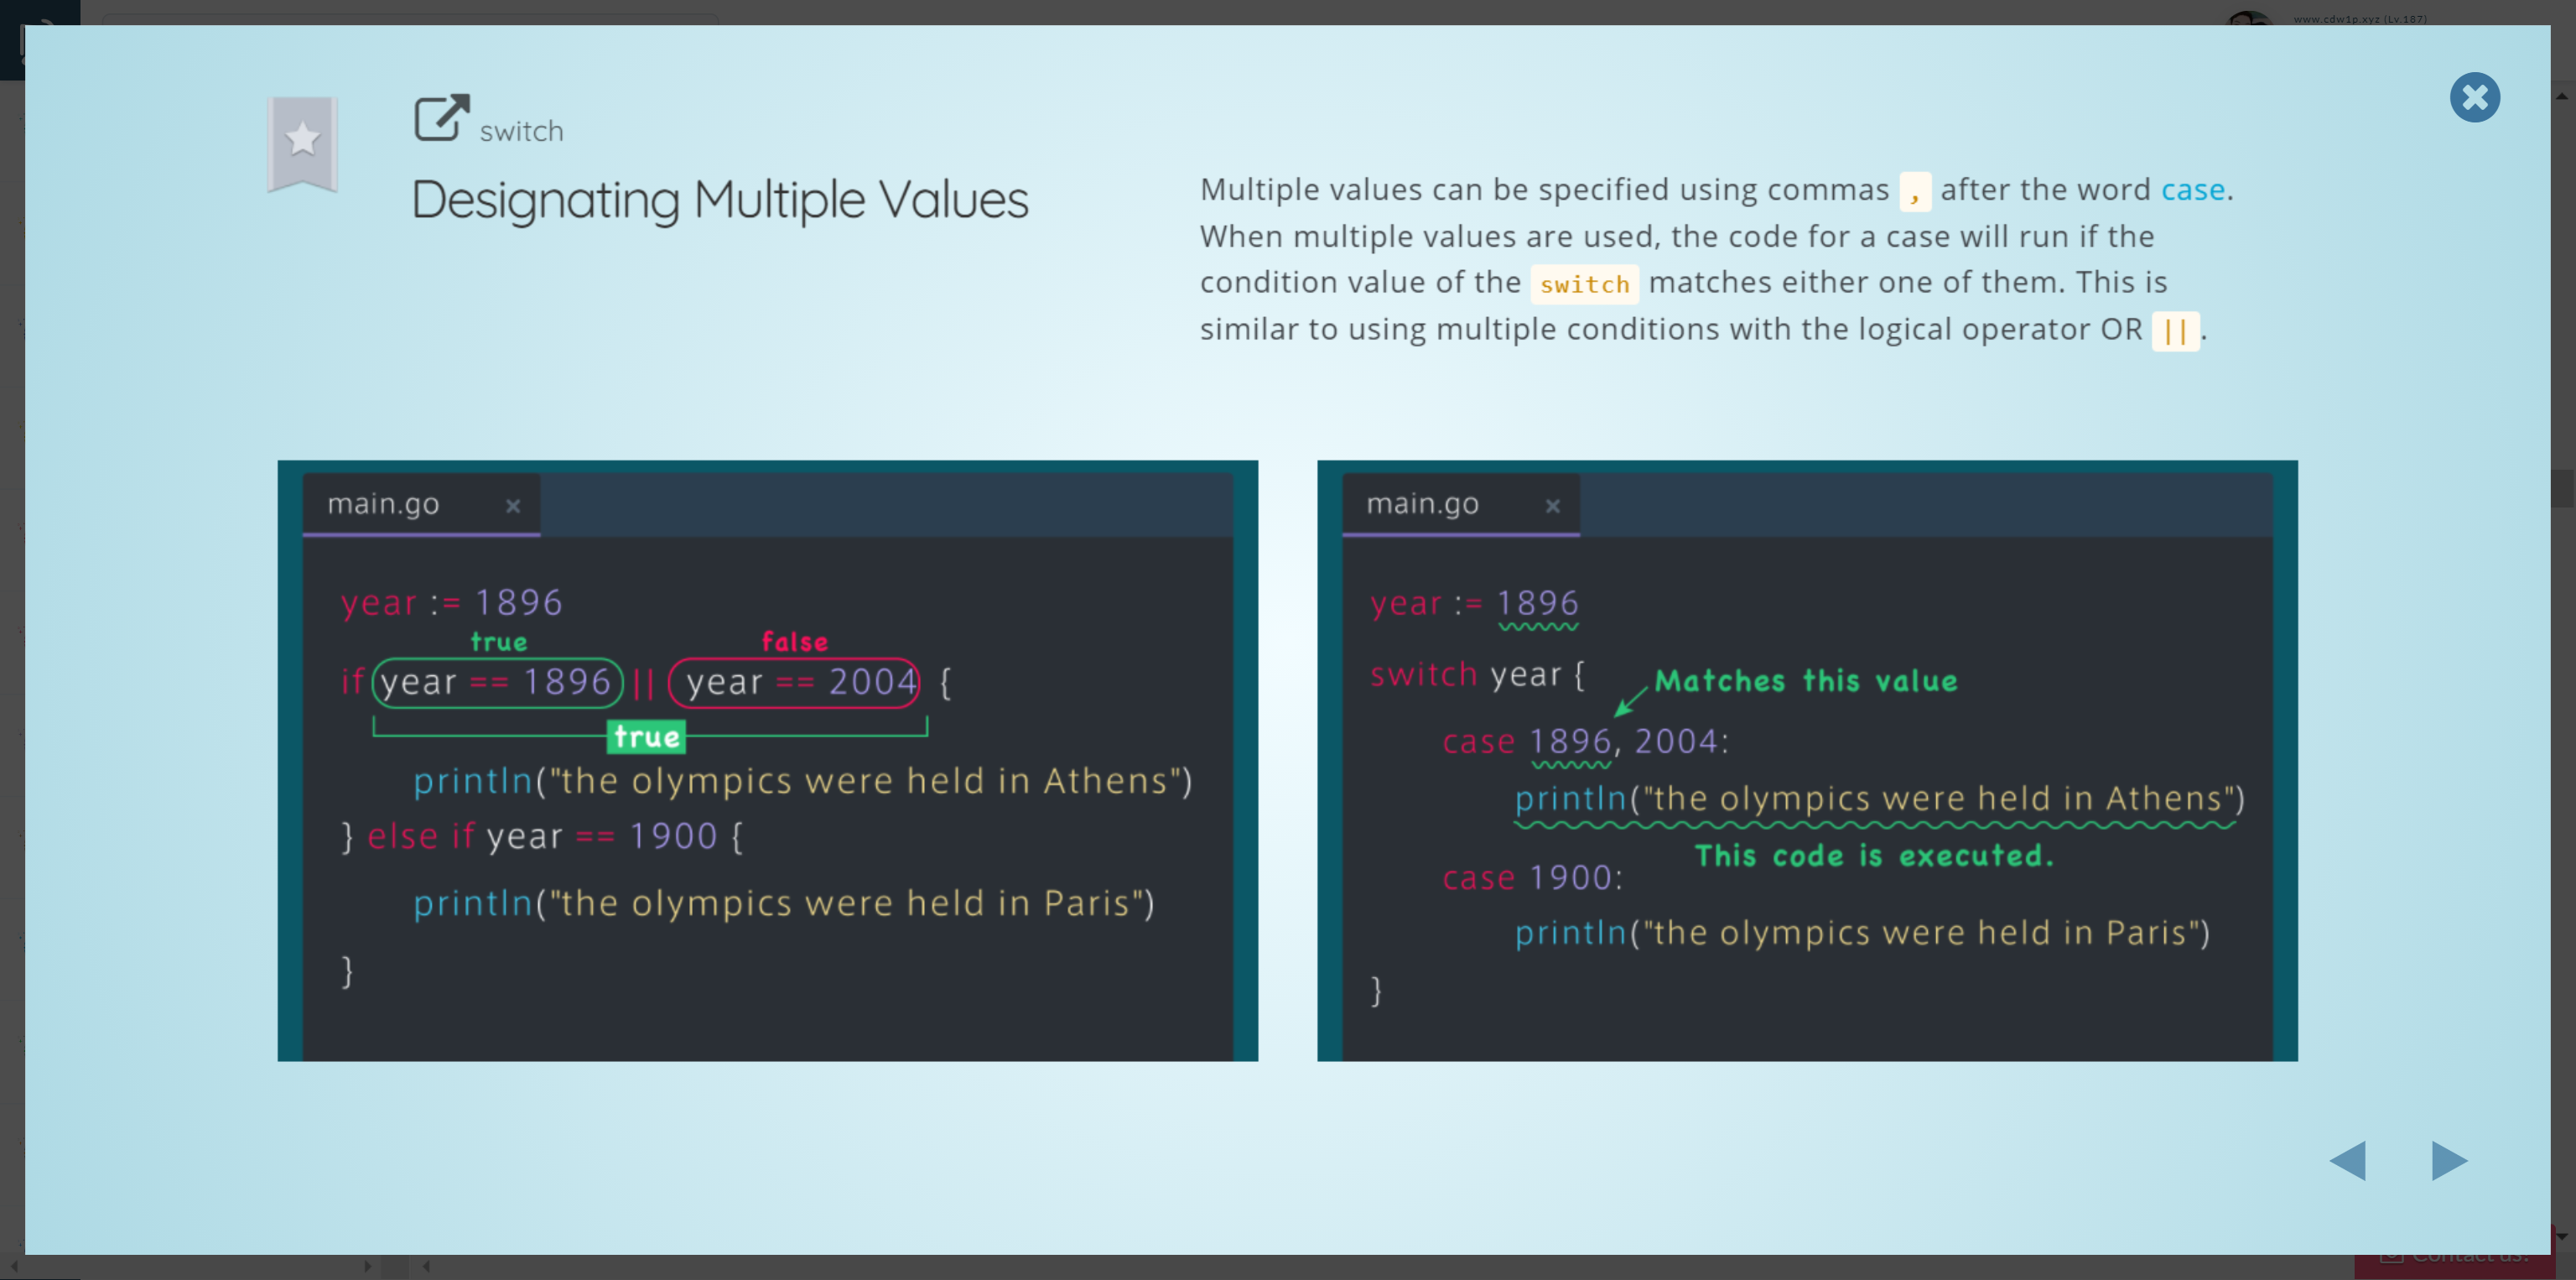 www.cdw1p.xyz (Lv.187)
switch
Designating Multiple Values
Multiple values can be specified using commas , after the word case.
When multiple values are used, the code for a case will run if the
condition value of the switch matches either one of them. This is
similar to using multiple conditions with the logical operator OR ||.
main.go ×
year := 1896
true false
if year == 1896 || year == 2004 {
true
println("the olympics were held in Athens")
} else if year == 1900 {
println("the olympics were held in Paris")
}
main.go ×
year := 1896
switch year {
Matches this value
case 1896, 2004:
println("the olympics were held in Athens")
This code is executed.
case 1900:
println("the olympics were held in Paris")
}
Contact us!